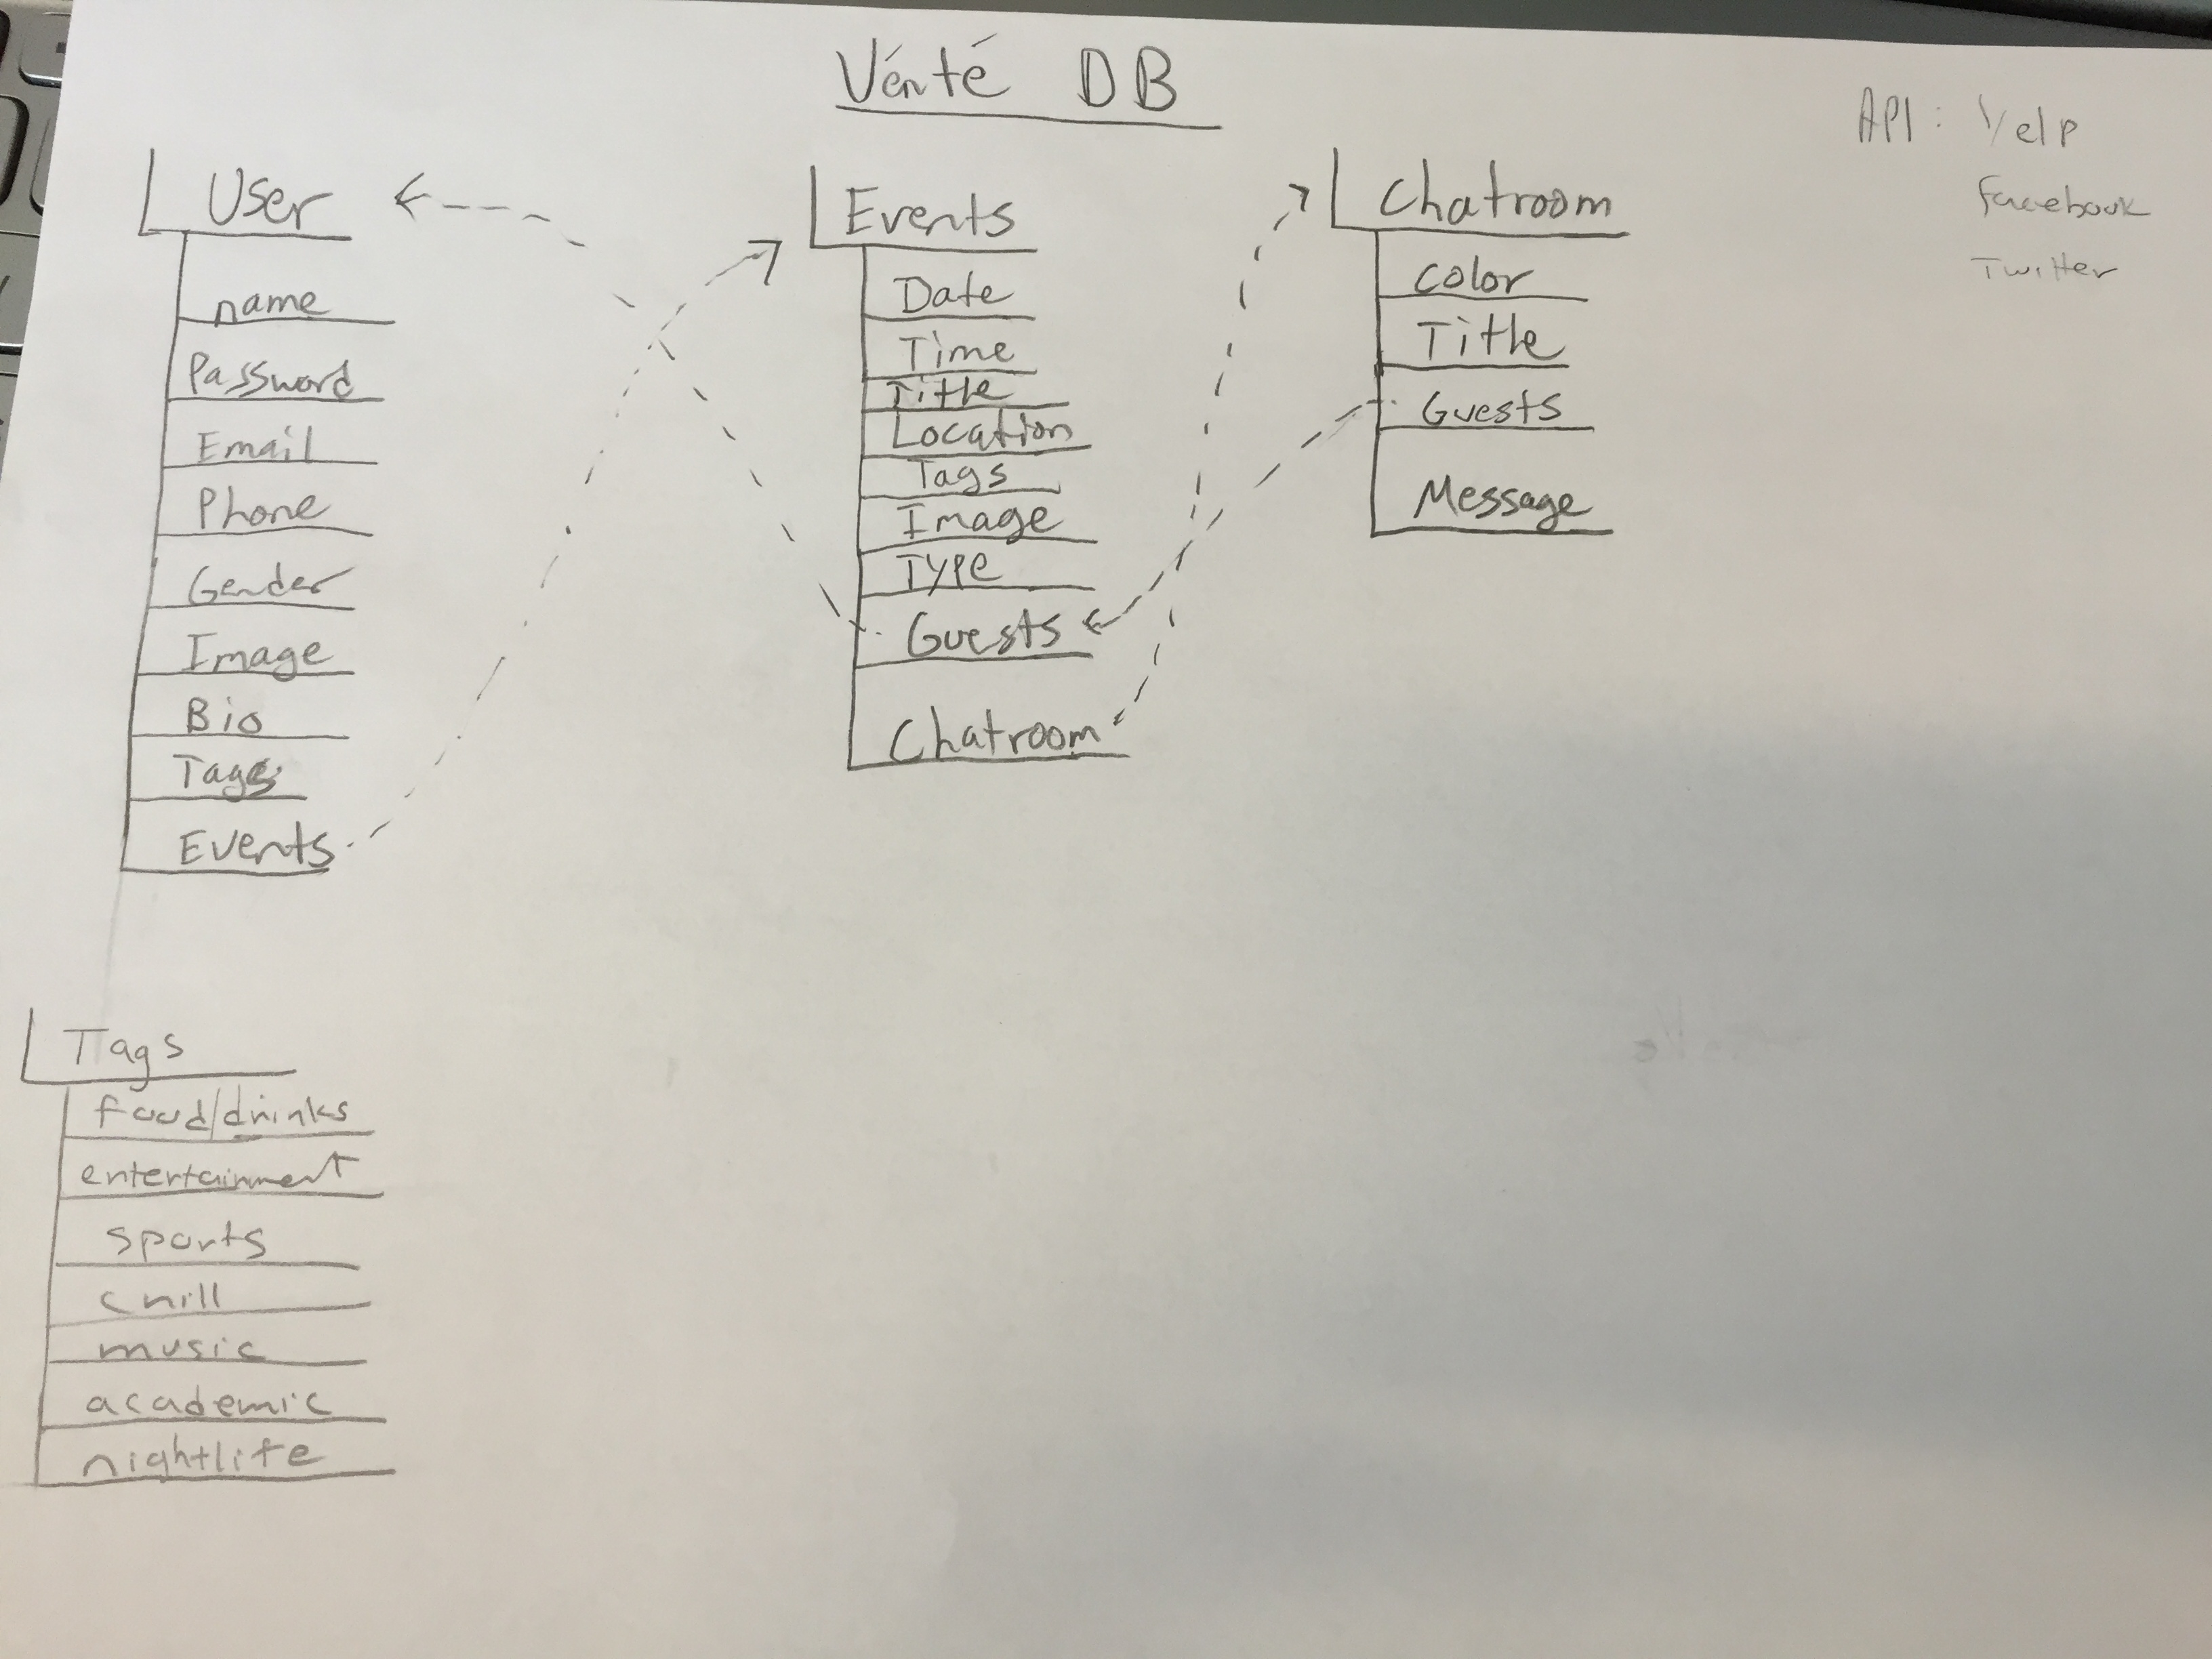 Vénté DB
API: Yelp
Facebook
Twitter
User
name
Password
Email
Phone
Gender
Image
Bio
Tags
Events
Events
Date
Time
Title
Location
Tags
Image
Type
Guests
Chatroom
Chatroom
Color
Title
Guests
Message
Tags
food/drinks
entertainment
sports
chill
music
academic
nightlife